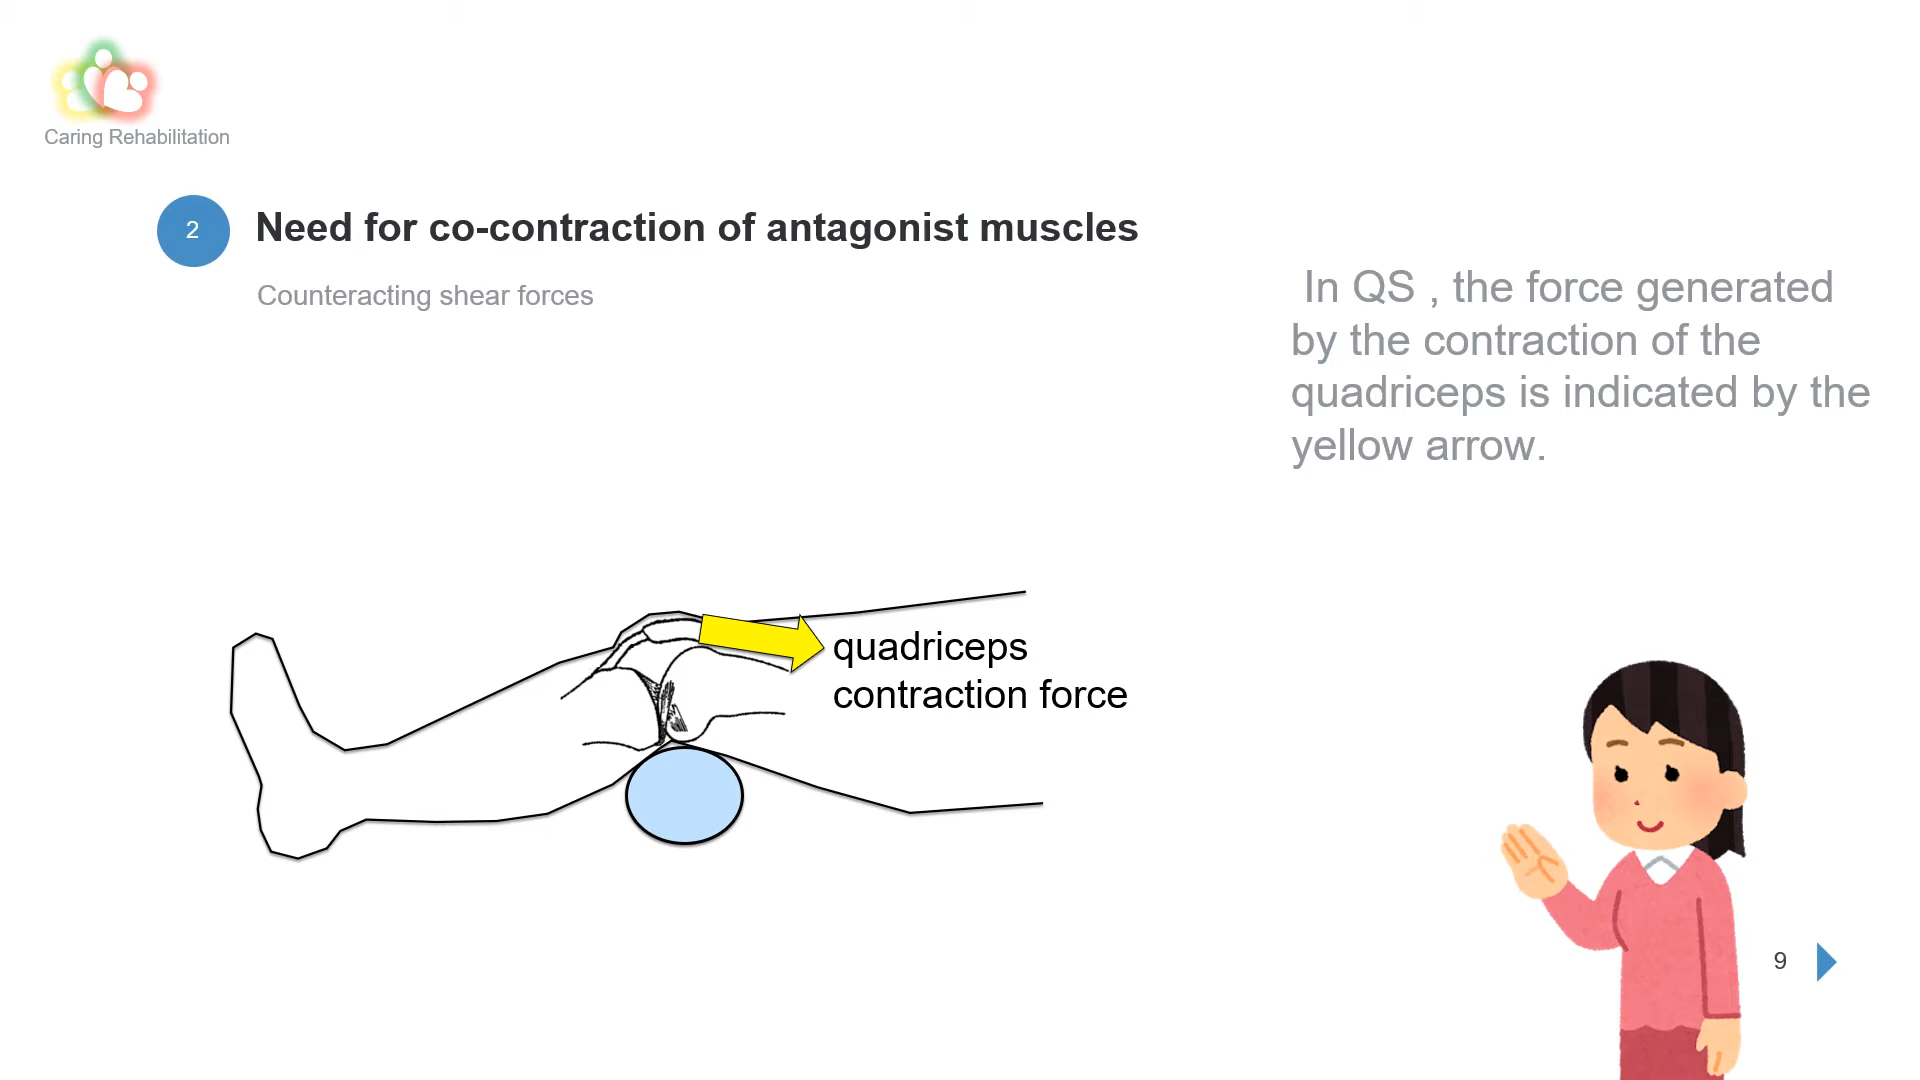 Caring Rehabilitation
2
Need for co-contraction of antagonist muscles
Counteracting shear forces
In QS , the force generated
by the contraction of the
quadriceps is indicated by the
yellow arrow.
quadriceps
contraction force
9